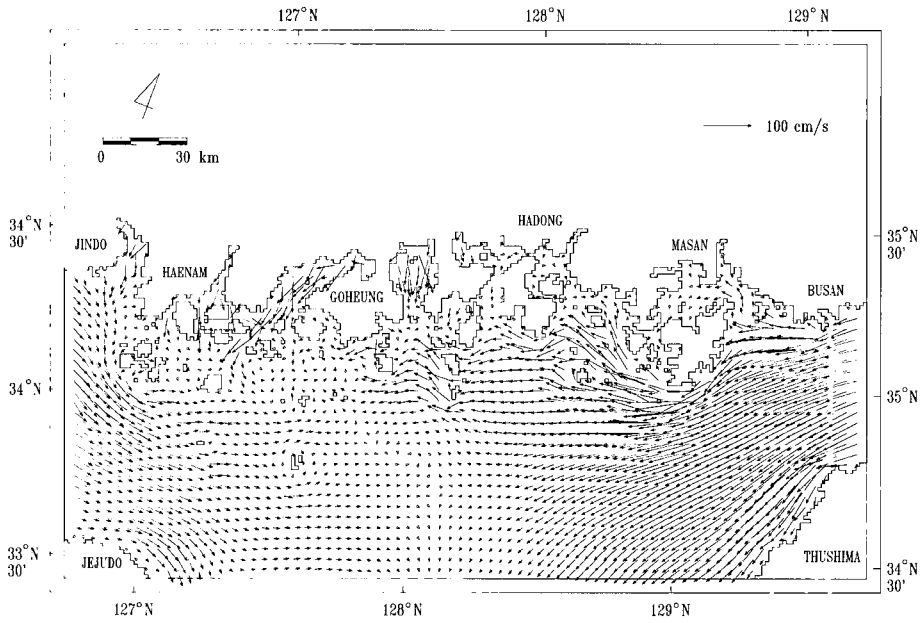 127°N 128°N 129°N
100 cm/s
0 30 km
34°N
30'
35°N
30'
JINDO
HAENAM
GOHEUNG
HADONG
MASAN
BUSAN
34°N
35°N
33°N
30'
34°N
30'
JEJUDO
THUSHIMA
127°N 128°N 129°N